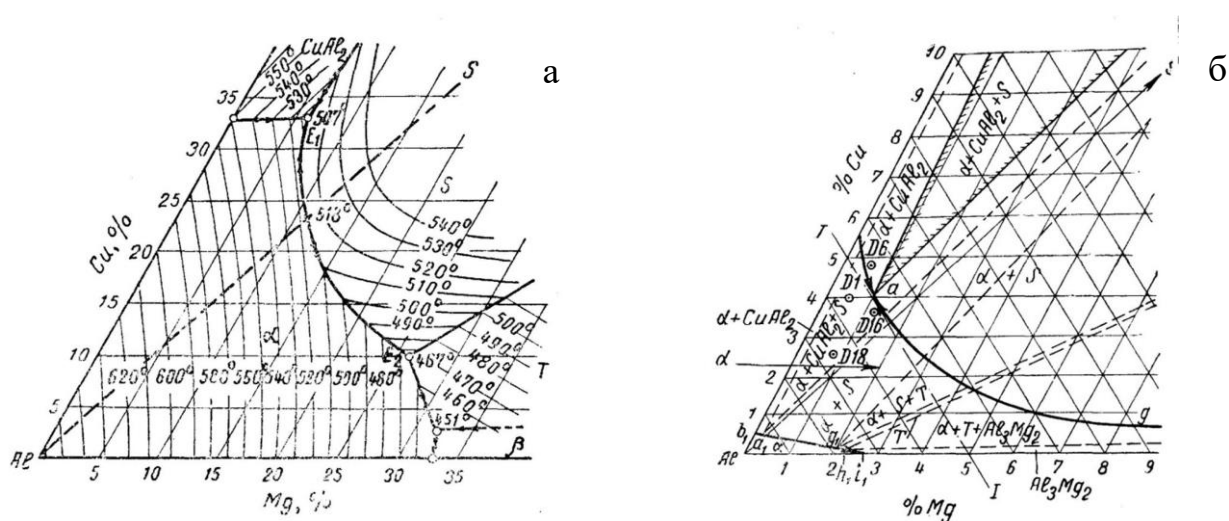 а
550°
540°
530°
CuAl₂
S
35
507°
E₁
30
S
25
513°
540°
530°
20
520°
510°
Cu, %
500°
15
490°
500°
α
490°
10
E₂
467°
480°
T
620° 600° 580° 540° 520° 500° 480°
470°
460°
5
451°
β
Al
5 10 15 20 25 30 35
Mg, %
б
10
9
8
7
6
5
4
3
2
1
% Cu
α+CuAl₂
α+CuAl₂+S
T
D6
D1
a
α + S
D16
α+CuAl₂
α+CuAl₂+S
D18
α
α + S
α+S+T
b₁
a₁
α
g₁
T
α+T+Al₃Mg₂
g
Al
1 2 3 4 5 6 7 8 9
h₁ i₁
I
Al₃Mg₂
% Mg